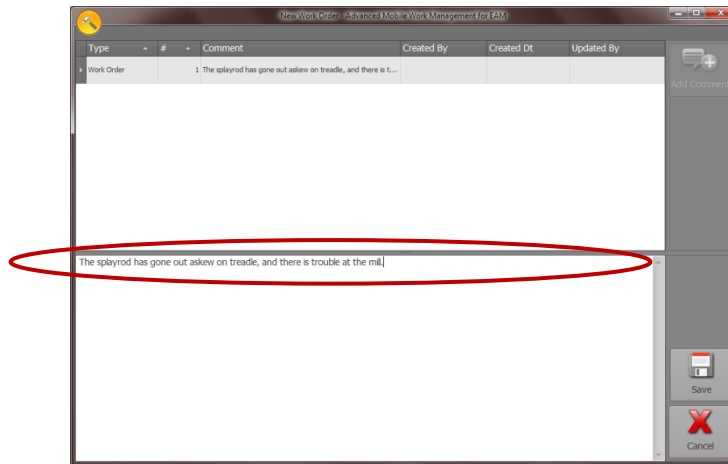 New Work Order - Advanced Mobile Work Management for EAM
Type # Comment Created By Created Dt Updated By
Work Order 1 The splayrod has gone out askew on treadle, and there is t...
Add Comment
The splayrod has gone out askew on treadle, and there is trouble at the mill.
Save
Cancel